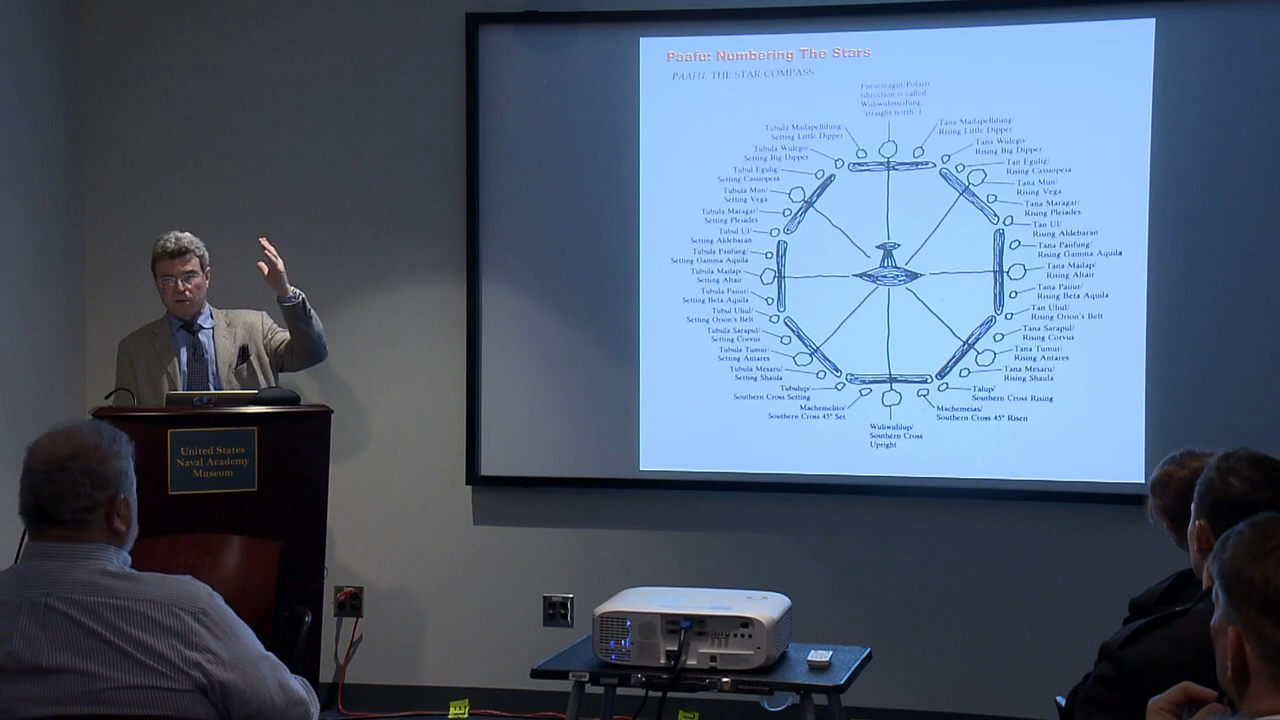 Paafu: Numbering The Stars
PAAFU: THE STAR COMPASS
Fuesemagut/Polaris
(direction is called
Wuliwulinefäng,
"straight north")
Tubula Mailapellifung/
Setting Little Dipper
Tubula Wulego/
Setting Big Dipper
Tubul Egulig/
Setting Cassiopeia
Tubula Mun/
Setting Vega
Tubula Maragar/
Setting Pleiades
Tubul Ul/
Setting Aldebaran
Tubula Paiifung/
Setting Gamma Aquila
Tubula Mailap/
Setting Altair
Tubula Paiiur/
Setting Beta Aquila
Tubul Uliul/
Setting Orion's Belt
Tubula Sarapul/
Setting Corvus
Tubula Tumur/
Setting Antares
Tubula Mesaru/
Setting Shaula
Tubulup/
Southern Cross Setting
Machemelito/
Southern Cross 45° Set
Wuliwulilup/
Southern Cross
Upright
Tana Mailapellifung/
Rising Little Dipper
Tana Wulego/
Rising Big Dipper
Tan Egulig/
Rising Cassiopeia
Tana Mun/
Rising Vega
Tana Maragar/
Rising Pleiades
Tan Ul/
Rising Aldebaran
Tana Paiifung/
Rising Gamma Aquila
Tana Mailap/
Rising Altair
Tana Paiiur/
Rising Beta Aquila
Tan Uliul/
Rising Orion's Belt
Tana Sarapul/
Rising Corvus
Tana Tumur/
Rising Antares
Tana Mesaru/
Rising Shaula
Talup/
Southern Cross Rising
Machemeias/
Southern Cross 45° Risen
United States
Naval Academy
Museum